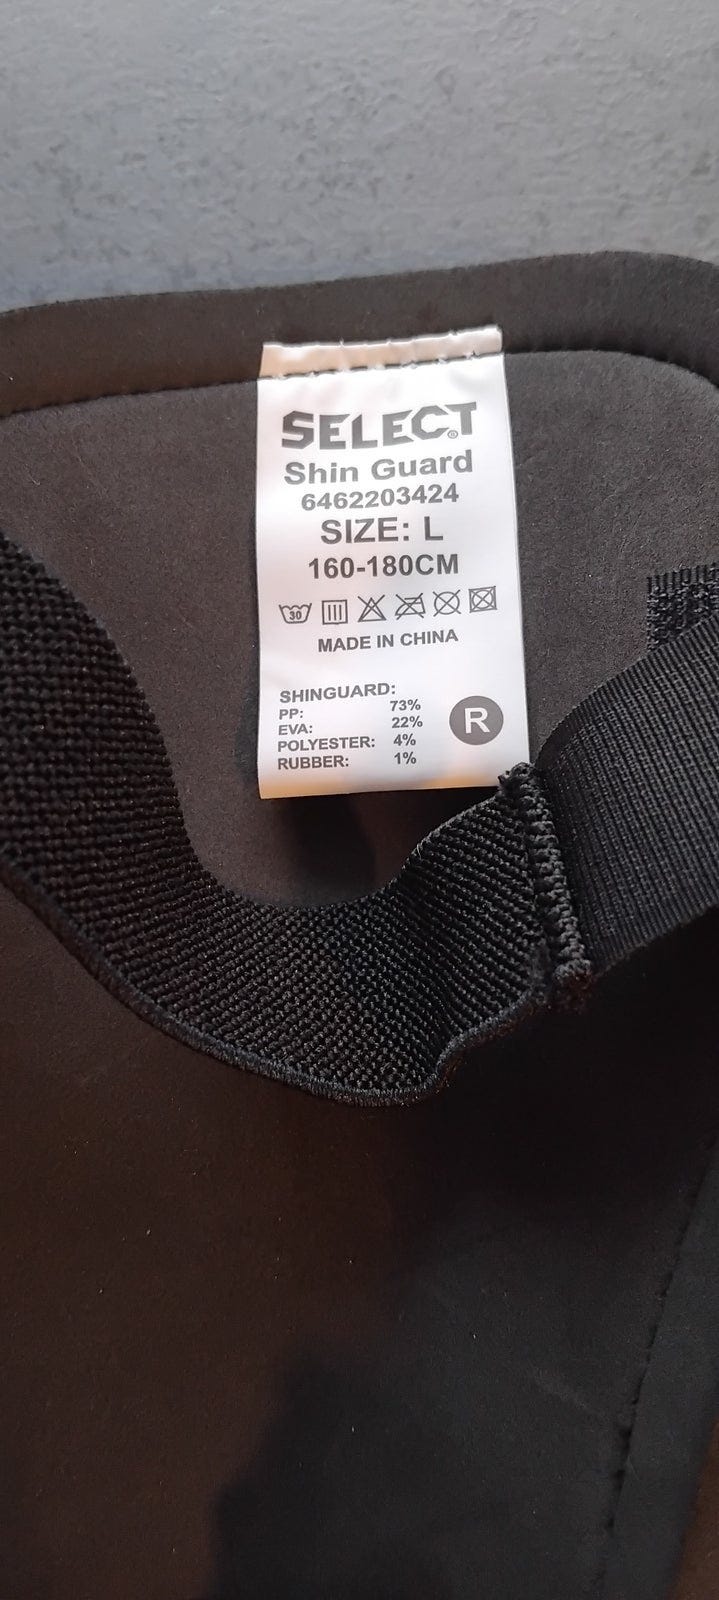 SELECT®
Shin Guard
6462203424
SIZE: L
160-180CM
30
MADE IN CHINA
SHINGUARD:
PP: 73%
EVA: 22%
POLYESTER: 4%
RUBBER: 1%
R